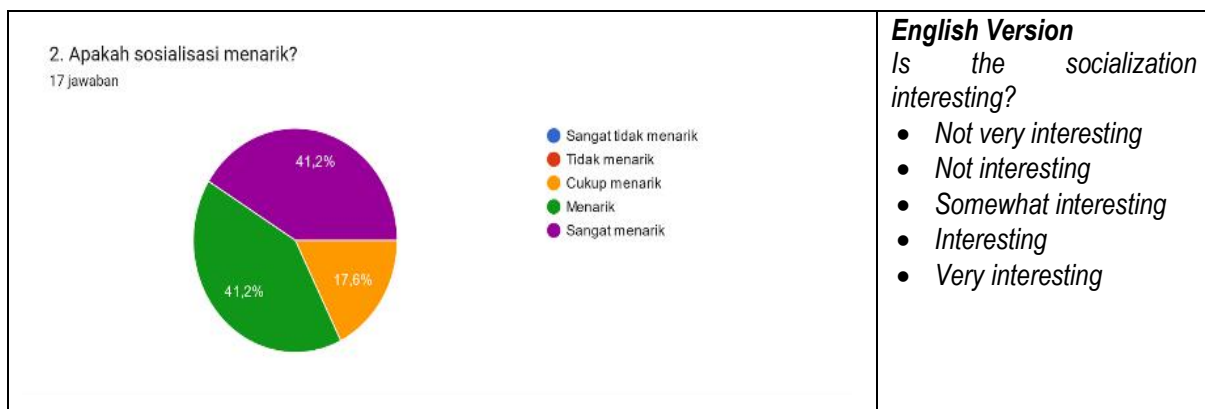 2. Apakah sosialisasi menarik?
17 jawaban
41,2%
41,2%
17,6%
Sangat tidak menarik
Tidak menarik
Cukup menarik
Menarik
Sangat menarik
English Version
Is the socialization
interesting?
• Not very interesting
• Not interesting
• Somewhat interesting
• Interesting
• Very interesting